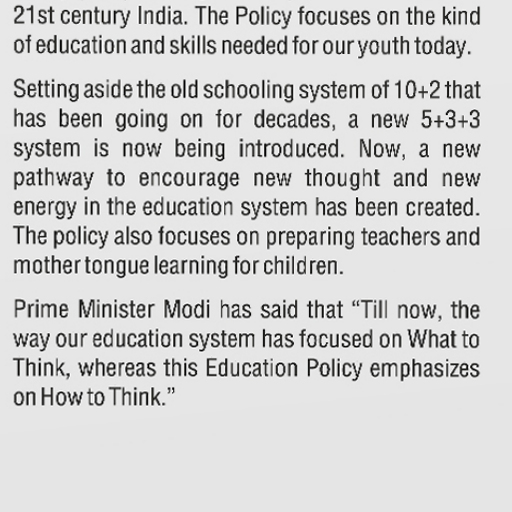 21st century India. The Policy focuses on the kind
of education and skills needed for our youth today.
Setting aside the old schooling system of 10+2 that
has been going on for decades, a new 5+3+3
system is now being introduced. Now, a new
pathway to encourage new thought and new
energy in the education system has been created.
The policy also focuses on preparing teachers and
mother tongue learning for children.
Prime Minister Modi has said that “Till now, the
way our education system has focused on What to
Think, whereas this Education Policy emphasizes
on How to Think.”